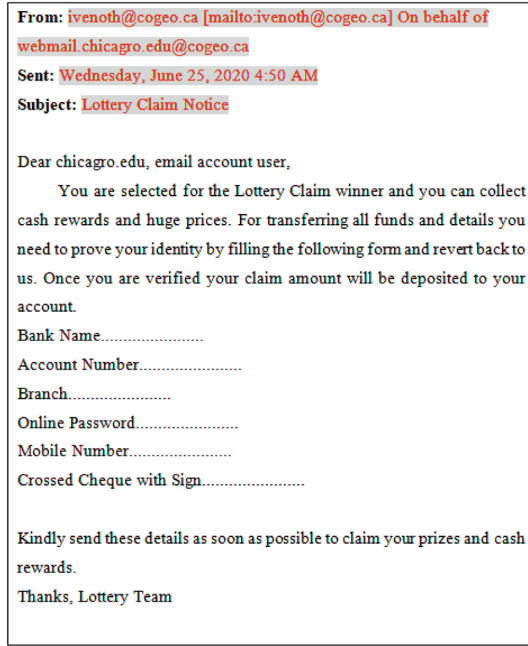 From: ivenoth@cogeo.ca [mailto:ivenoth@cogeo.ca] On behalf of
webmail.chicagro.edu@cogeo.ca
Sent: Wednesday, June 25, 2020 4:50 AM
Subject: Lottery Claim Notice
Dear chicagro.edu, email account user,
You are selected for the Lottery Claim winner and you can collect
cash rewards and huge prices. For transferring all funds and details you
need to prove your identity by filling the following form and revert back to
us. Once you are verified your claim amount will be deposited to your
account.
Bank Name.......................
Account Number.......................
Branch.......................
Online Password.......................
Mobile Number.......................
Crossed Cheque with Sign.......................
Kindly send these details as soon as possible to claim your prizes and cash
rewards.
Thanks, Lottery Team